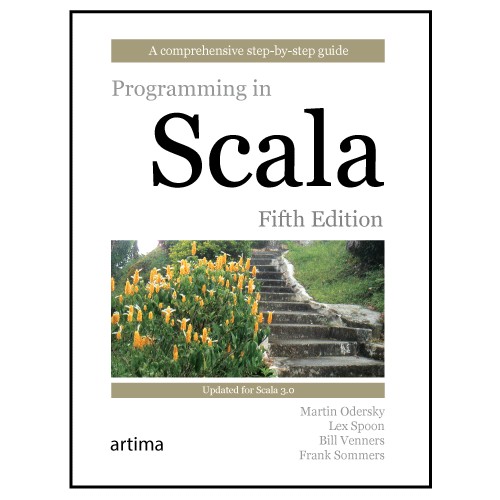 A comprehensive step-by-step guide
Programming in
Scala
Fifth Edition
Updated for Scala 3.0
Martin Odersky
Lex Spoon
Bill Venners
Frank Sommers
artima